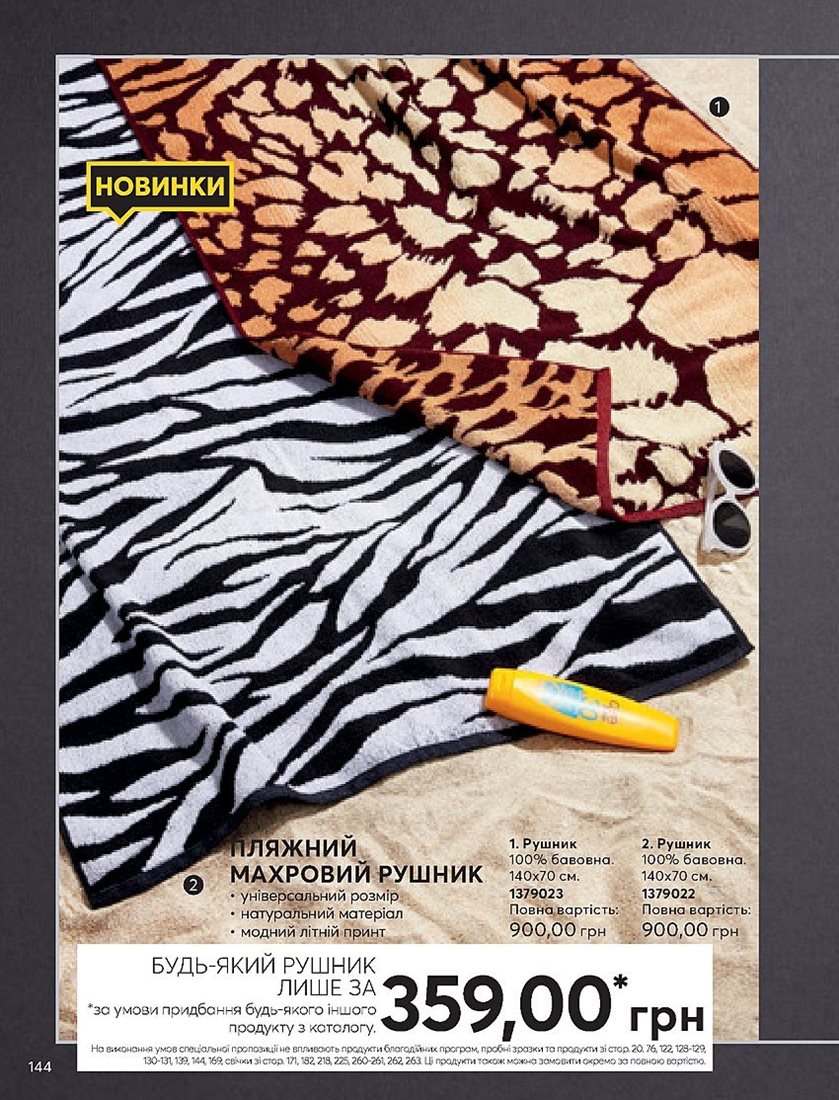 1
НОВИНКИ
ПЛЯЖНИЙ
МАХРОВИЙ РУШНИК
2
• універсальний розмір
• натуральний матеріал
• модний літній принт
1. Рушник
100% бавовна.
140х70 см.
1379023
Повна вартість:
900,00 грн
2. Рушник
100% бавовна.
140х70 см.
1379022
Повна вартість:
900,00 грн
БУДЬ-ЯКИЙ РУШНИК
ЛИШЕ ЗА
*за умови придбання будь-якого іншого
продукту з каталогу.
359,00* грн
На виконання умов спеціальної пропозиції не впливають продукти благодійних програм, пробні зразки та продукти зі стор. 20, 76, 122, 128-129,
130-131, 139, 144, 169, свічки зі стор. 171, 182, 218, 225, 260-261, 262, 263. Ці продукти також можна замовити окремо за повною вартістю.
144